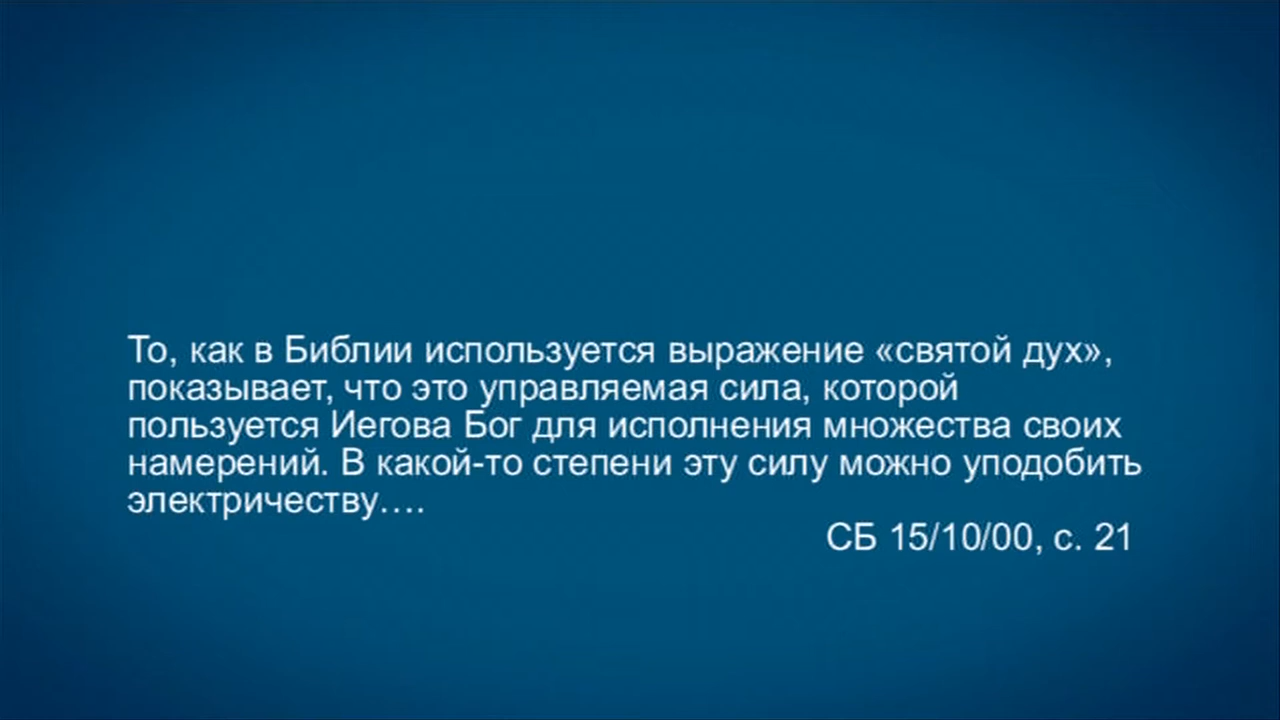 То, как в Библии используется выражение «святой дух»,
показывает, что это управляемая сила, которой
пользуется Иегова Бог для исполнения множества своих
намерений. В какой-то степени эту силу можно уподобить
электричеству….
СБ 15/10/00, с. 21